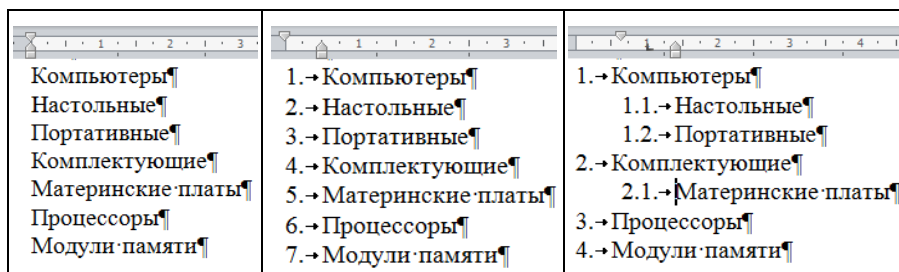 1 2 3
Компьютеры¶
Настольные¶
Портативные¶
Комплектующие¶
Материнские·платы¶
Процессоры¶
Модули·памяти¶
1 2 3
1.→Компьютеры¶
2.→Настольные¶
3.→Портативные¶
4.→Комплектующие¶
5.→Материнские·платы¶
6.→Процессоры¶
7.→Модули·памяти¶
1 2 3 4
1.→Компьютеры¶
1.1.→Настольные¶
1.2.→Портативные¶
2.→Комплектующие¶
2.1.→Материнские·платы¶
3.→Процессоры¶
4.→Модули·памяти¶